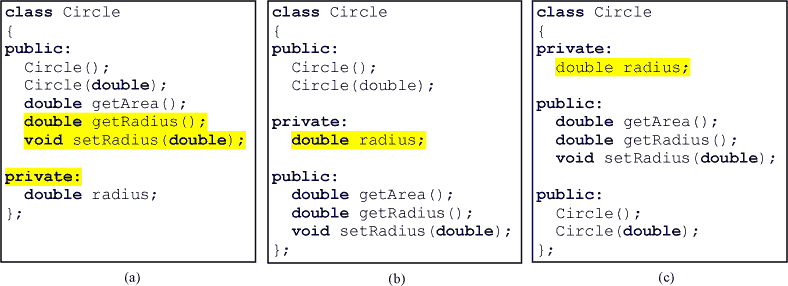 class Circle
{
public:
  Circle();
  Circle(double);
  double getArea();
  double getRadius();
  void setRadius(double);

private:
  double radius;
};
(a)
class Circle
{
public:
  Circle();
  Circle(double);

private:
  double radius;

public:
  double getArea();
  double getRadius();
  void setRadius(double);
};
(b)
class Circle
{
private:
  double radius;

public:
  double getArea();
  double getRadius();
  void setRadius(double);

public:
  Circle();
  Circle(double);
};
(c)